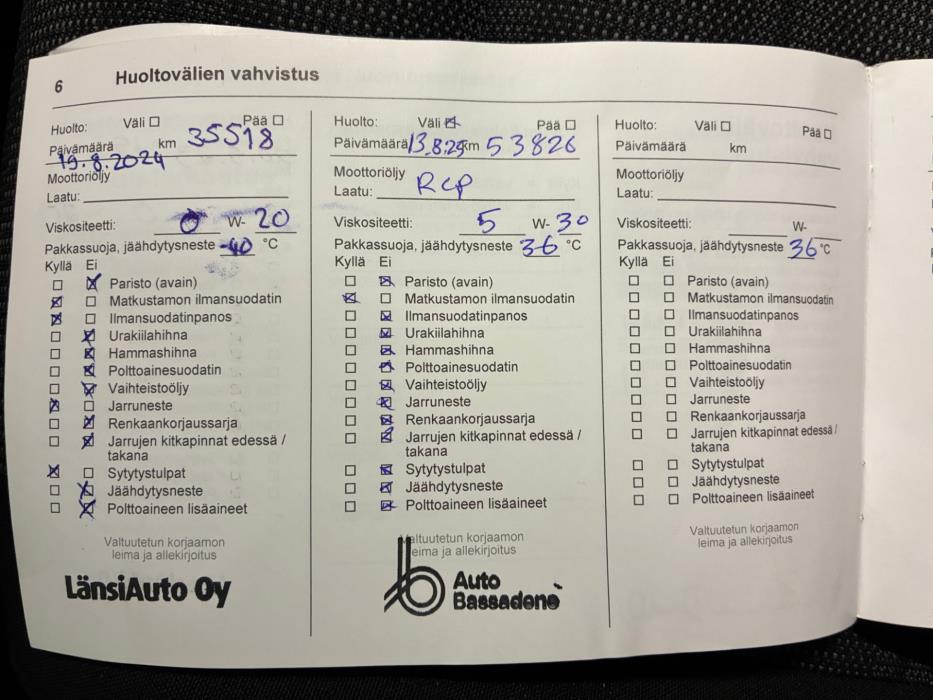 6 Huoltovälien vahvistus
Huolto: Väli ☐ Pää ☐
Päivämäärä km 35518
19.8.2024
Moottoriöljy
Laatu:
Viskositeetti: 0 W- 20
Pakkassuoja, jäähdytysneste -40 °C
Kyllä Ei
☐ ☒ Paristo (avain)
☒ ☐ Matkustamon ilmansuodatin
☒ ☐ Ilmansuodatinpanos
☐ ☒ Urakiilahihna
☐ ☒ Hammashihna
☐ ☒ Polttoainesuodatin
☐ ☒ Vaihteistoöljy
☒ ☐ Jarruneste
☐ ☒ Renkaankorjaussarja
☐ ☒ Jarrujen kitkapinnat edessä /
takana
☒ ☐ Sytytystulpat
☐ ☒ Jäähdytysneste
☐ ☒ Polttoaineen lisäaineet
Valtuutetun korjaamon
leima ja allekirjoitus
LänsiAuto Oy
Huolto: Väli ☒ Pää ☐
Päivämäärä 13.8.25 km 53826
Moottoriöljy
Laatu: RCP
Viskositeetti: 5 W- 30
Pakkassuoja, jäähdytysneste 36 °C
Kyllä Ei
☐ ☒ Paristo (avain)
☒ ☐ Matkustamon ilmansuodatin
☐ ☒ Ilmansuodatinpanos
☐ ☒ Urakiilahihna
☐ ☒ Hammashihna
☐ ☒ Polttoainesuodatin
☐ ☒ Vaihteistoöljy
☐ ☒ Jarruneste
☐ ☒ Renkaankorjaussarja
☐ ☒ Jarrujen kitkapinnat edessä /
takana
☐ ☒ Sytytystulpat
☐ ☒ Jäähdytysneste
☐ ☒ Polttoaineen lisäaineet
Valtuutetun korjaamon
leima ja allekirjoitus
Auto
Bassadone
Huolto: Väli ☐ Pää ☐
Päivämäärä km
Moottoriöljy
Laatu:
Viskositeetti: W-
Pakkassuoja, jäähdytysneste 36 °C
Kyllä Ei
☐ ☐ Paristo (avain)
☐ ☐ Matkustamon ilmansuodatin
☐ ☐ Ilmansuodatinpanos
☐ ☐ Urakiilahihna
☐ ☐ Hammashihna
☐ ☐ Polttoainesuodatin
☐ ☐ Vaihteistoöljy
☐ ☐ Jarruneste
☐ ☐ Renkaankorjaussarja
☐ ☐ Jarrujen kitkapinnat edessä /
takana
☐ ☐ Sytytystulpat
☐ ☐ Jäähdytysneste
☐ ☐ Polttoaineen lisäaineet
Valtuutetun korjaamon
leima ja allekirjoitus